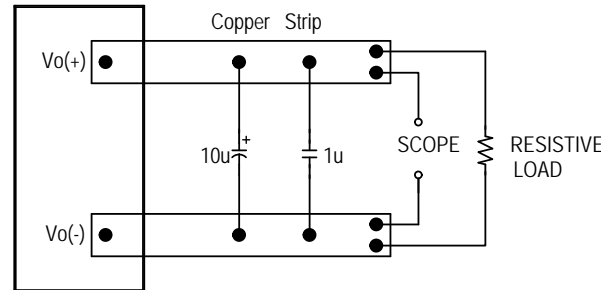 Copper Strip
Vo(+)
10u
+
1u
SCOPE
RESISTIVE
LOAD
Vo(-)